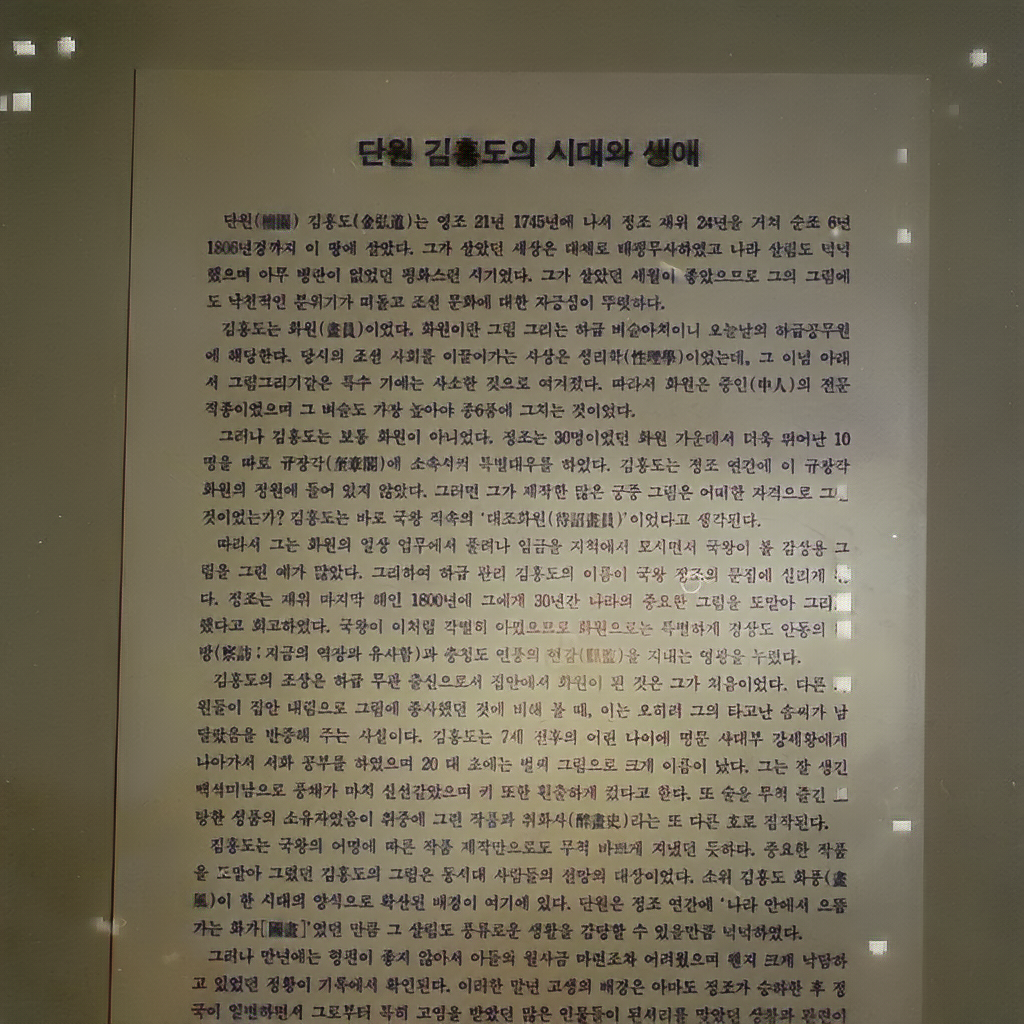 단원 김홍도의 시대와 생애
단원(檀園) 김홍도(金弘道)는 영조 21년 1745년에 나서 정조 재위 24년을 거쳐 순조 6년
1806년경까지 이 땅에 살았다. 그가 살았던 세상은 대체로 태평무사하였고 나라 살림도 넉넉
했으며 아무 병란이 없었던 평화스런 시기였다. 그가 살았던 세월이 좋았으므로 그의 그림에
도 낙천적인 분위기가 떠돌고 조선 문화에 대한 자긍심이 뚜렷하다.
김홍도는 화원(畫員)이었다. 화원이란 그림 그리는 하급 벼슬아치이니 오늘날의 하급공무원
에 해당한다. 당시의 조선 사회를 이끌어가는 사상은 성리학(性理學)이었는데, 그 이념 아래
서 그림그리기같은 특수 기예는 사소한 것으로 여겨졌다. 따라서 화원은 중인(中人)의 전문
직종이었으며 그 벼슬도 가장 높아야 종6품에 그치는 것이었다.
그러나 김홍도는 보통 화원이 아니었다. 정조는 30명이었던 화원 가운데서 더욱 뛰어난 10
명을 따로 규장각(奎章閣)에 소속시켜 특별대우를 하였다. 김홍도는 정조 연간에 이 규장각
화원의 정원에 들어 있지 않았다. 그러면 그가 제작한 많은 궁중 그림은 어떠한 자격으로 그
것이었는가? 김홍도는 바로 국왕 직속의 '대조화원(待詔畫員)'이었다고 생각된다.
따라서 그는 화원의 일상 업무에서 풀려나 임금을 지척에서 모시면서 국왕이 볼 감상용 그
림을 그린 예가 많았다. 그리하여 하급 관리 김홍도의 이름이 국왕 정조의 문집에 실리게
다. 정조는 재위 마지막 해인 1800년에 그에게 30년간 나라의 중요한 그림을 도맡아 그리
했다고 회고하였다. 국왕이 이처럼 각별히 아꼈으므로 화원으로는 특별하게 경상도 안동의
방(察訪:지금의 역장과 유사함)과 충청도 연풍의 현감(縣監)을 지내는 영광을 누렸다.
김홍도의 조상은 하급 무관 출신으로서 집안에서 화원이 된 것은 그가 처음이었다. 다른
원들이 집안 내림으로 그림에 종사했던 것에 비해 볼 때, 이는 오히려 그의 타고난 솜씨가 남
달랐음을 반증해 주는 사실이다. 김홍도는 7세 전후의 어린 나이에 명문 사대부 강세황에게
나아가서 서화 공부를 하였으며 20 대 초에는 벌써 그림으로 크게 이름이 났다. 그는 잘 생긴
백석미남으로 풍채가 마치 신선같았으며 키 또한 훤출하게 컸다고 한다. 또 술을 무척 즐긴
탕한 성품의 소유자였음이 취중에 그린 작품과 취화사(醉畫史)라는 또 다른 호로 짐작된다.
김홍도는 국왕의 어명에 따른 작품 제작만으로도 무척 바쁘게 지냈던 듯하다. 중요한 작품
을 도맡아 그렸던 김홍도의 그림은 동시대 사람들의 선망의 대상이었다. 소위 김홍도 화풍(畫
風)이 한 시대의 양식으로 확산된 배경이 여기에 있다. 단원은 정조 연간에 '나라 안에서 으뜸
가는 화가[國畫]'였던 만큼 그 살림도 풍류로운 생활을 감당할 수 있을만큼 넉넉하였다.
그러나 만년에는 형편이 좋지 않아서 아들의 월사금 마련조차 어려웠으며 왠지 크게 낙담하
고 있었던 정황이 기록에서 확인된다. 이러한 말년 고생의 배경은 아마도 정조가 승하한 후 정
국이 일변하면서 그로부터 특히 고임을 받았던 많은 인물들이 된서리를 맞았던 상황과 관련이